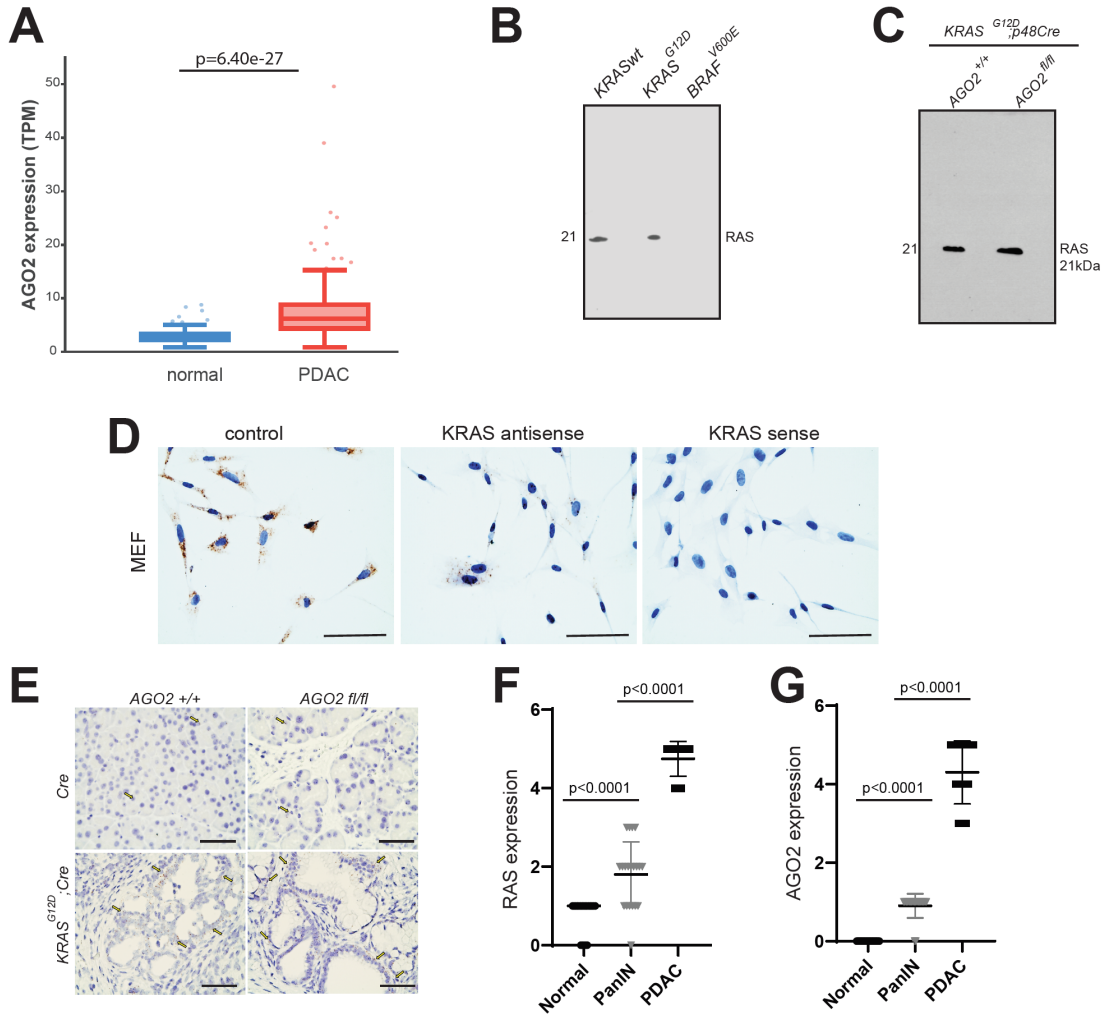 A
p=6.40e-27
AGO2 expression (TPM)
50
40
30
20
10
0
normal
PDAC
B
KRASwt
KRAS G12D
BRAF V600E
21
RAS
C
KRAS G12D;p48Cre
AGO2+/+
AGO2fl/fl
21
RAS
21kDa
D
control
KRAS antisense
KRAS sense
MEF
E
AGO2 +/+
AGO2 fl/fl
Cre
KRAS G12D; Cre
F
p<0.0001
p<0.0001
RAS expression
6
4
2
0
Normal
PanIN
PDAC
G
p<0.0001
p<0.0001
AGO2 expression
6
4
2
0
Normal
PanIN
PDAC